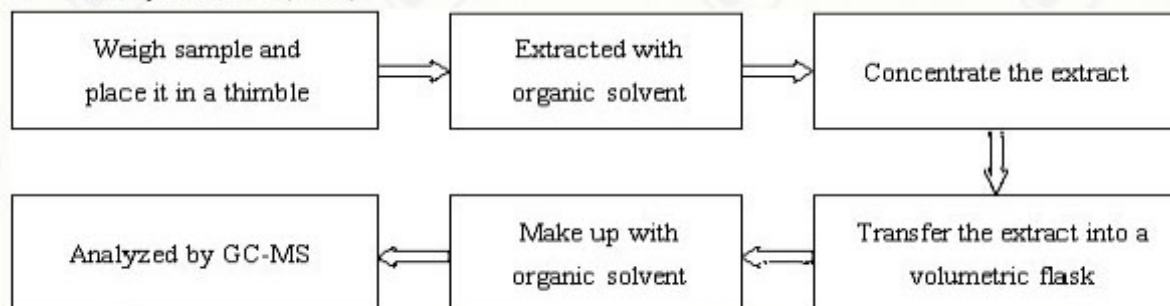 Weigh sample and
place it in a thimble
Extracted with
organic solvent
Concentrate the extract
Transfer the extract into a
volumetric flask
Make up with
organic solvent
Analyzed by GC-MS